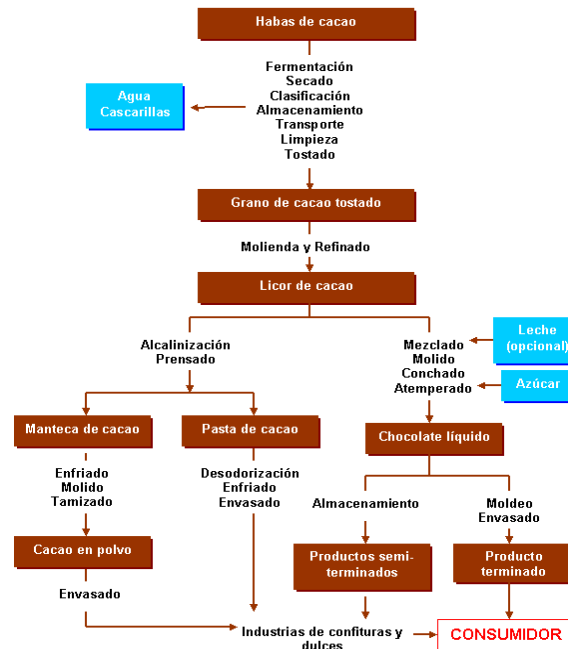 Habas de cacao
Fermentación
Secado
Clasificación
Almacenamiento
Transporte
Limpieza
Tostado
Agua
Cascarillas
Grano de cacao tostado
Molienda y Refinado
Licor de cacao
Alcalinización
Prensado
Mezclado
Molido
Conchado
Atemperado
Leche
(opcional)
Azúcar
Manteca de cacao
Pasta de cacao
Chocolate líquido
Enfriado
Molido
Tamizado
Desodorización
Enfriado
Envasado
Almacenamiento
Moldeo
Envasado
Cacao en polvo
Productos semi-
terminados
Producto
terminado
Envasado
Industrias de confituras y
dulces
CONSUMIDOR